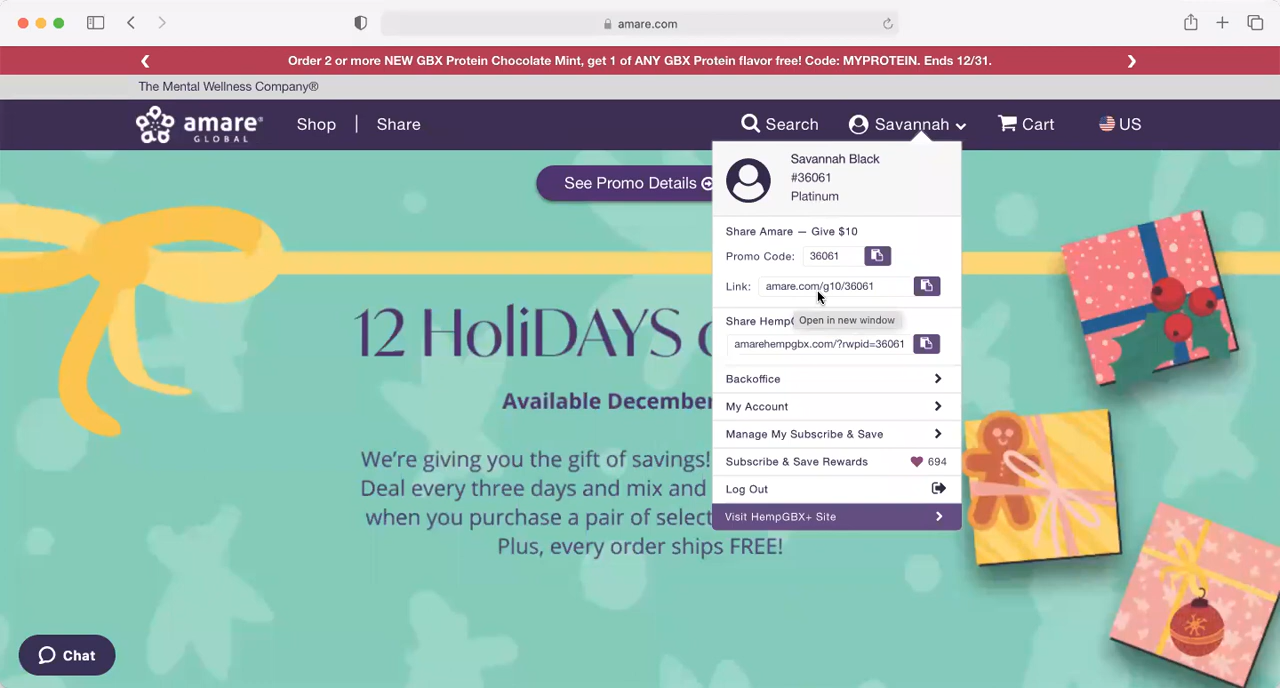 amare.com
Order 2 or more NEW GBX Protein Chocolate Mint, get 1 of ANY GBX Protein flavor free! Code: MYPROTEIN. Ends 12/31.
The Mental Wellness Company®
amare®
GLOBAL
Shop | Share
Search
Savannah
Cart
US
See Promo Details
Savannah Black
#36061
Platinum
Share Amare — Give $10
Promo Code: 36061
Link: amare.com/g10/36061
Open in new window
Share
amarehempgbx.com/?rwpid=36061
Backoffice
My Account
Manage My Subscribe & Save
Subscribe & Save Rewards 694
Log Out
Visit HempGBX+ Site
12 HoliDAYS
Available
We're giving you the gift of savings!
Deal every three days and mix and
when you purchase a pair of
Plus, every order ships FREE!
Chat